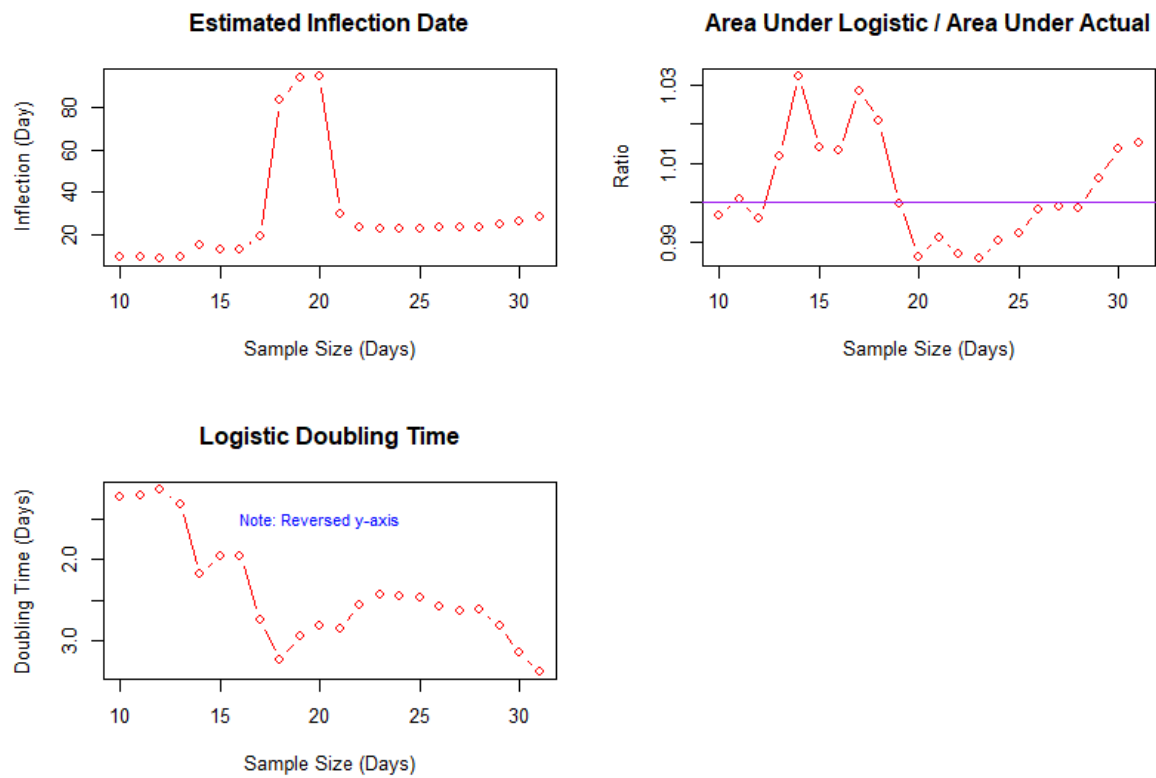 Estimated Inflection Date
Inflection (Day)
80
60
40
20
10 15 20 25 30
Sample Size (Days)
Area Under Logistic / Area Under Actual
Ratio
1.03
1.01
0.99
10 15 20 25 30
Sample Size (Days)
Logistic Doubling Time
Doubling Time (Days)
Note: Reversed y-axis
2.0
3.0
10 15 20 25 30
Sample Size (Days)